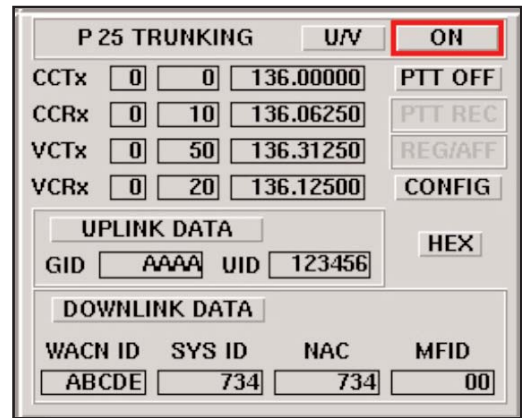 P 25 TRUNKING U/V ON
CCTx 0 0 136.00000 PTT OFF
CCRx 0 10 136.06250 PTT REC
VCTx 0 50 136.31250 REG/AFF
VCRx 0 20 136.12500 CONFIG
UPLINK DATA
HEX
GID AAAA UID 123456
DOWNLINK DATA
WACN ID SYS ID NAC MFID
ABCDE 734 734 00